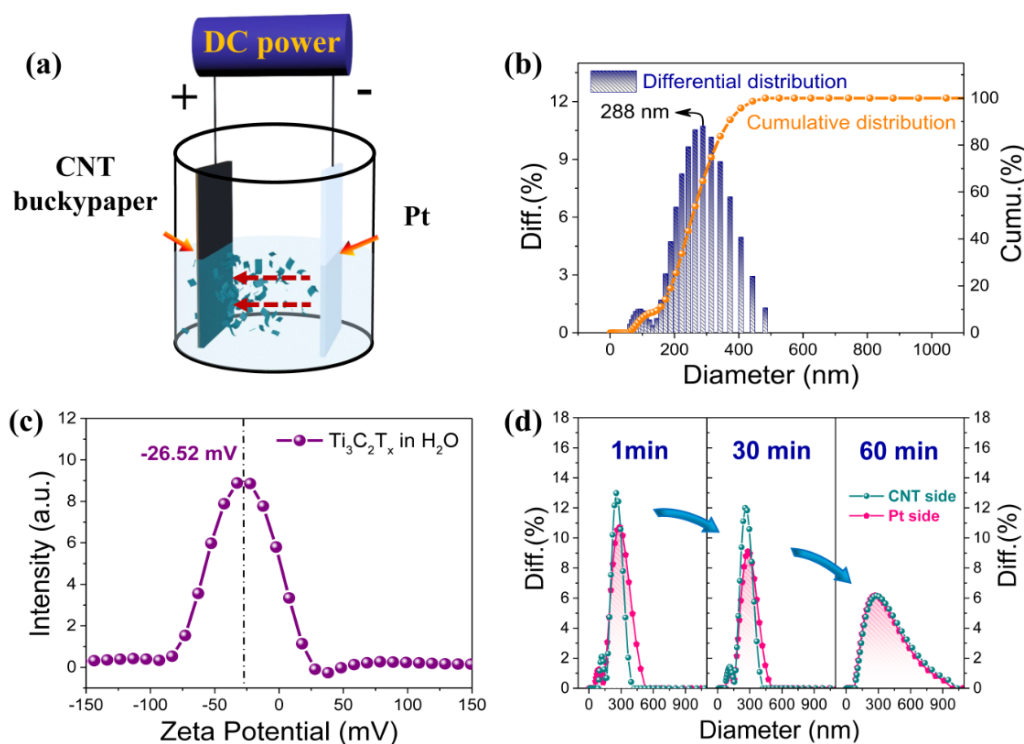 (a)
DC power
+
-
CNT
buckypaper
Pt
(b)
Differential distribution
288 nm
Cumulative distribution
12
9
6
3
0
Diff.(%)
100
80
60
40
20
0
Cumu.(%)
0 200 400 600 800 1000
Diameter (nm)
(c)
12
10
8
6
4
2
0
Intensity (a.u.)
-26.52 mV
Ti₃C₂Tₓ in H₂O
-150 -100 -50 0 50 100 150
Zeta Potential (mV)
(d)
18
16
14
12
10
8
6
4
2
0
Diff.(%)
1min
30 min
60 min
CNT side
Pt side
18
16
14
12
10
8
6
4
2
0
Diff.(%)
0 300 600 900 0 300 600 900 0 300 600 900
Diameter (nm)